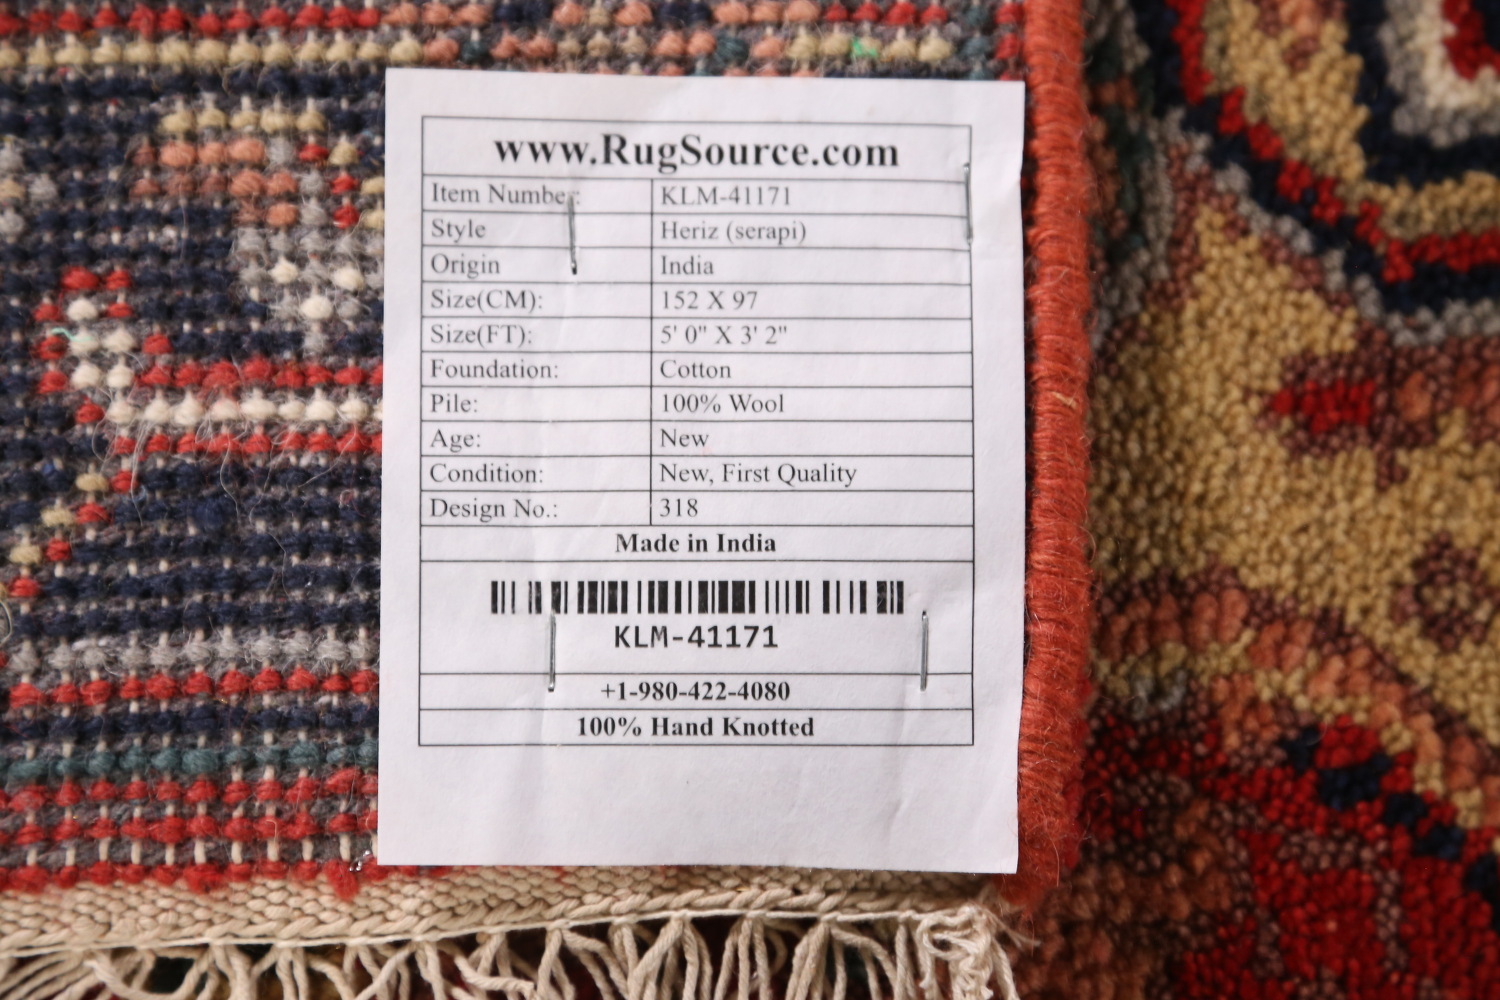 www.RugSource.com
Item Number: KLM-41171
Style Heriz (serapi)
Origin India
Size(CM): 152 X 97
Size(FT): 5' 0" X 3' 2"
Foundation: Cotton
Pile: 100% Wool
Age: New
Condition: New, First Quality
Design No.: 318
Made in India
KLM-41171
+1-980-422-4080
100% Hand Knotted